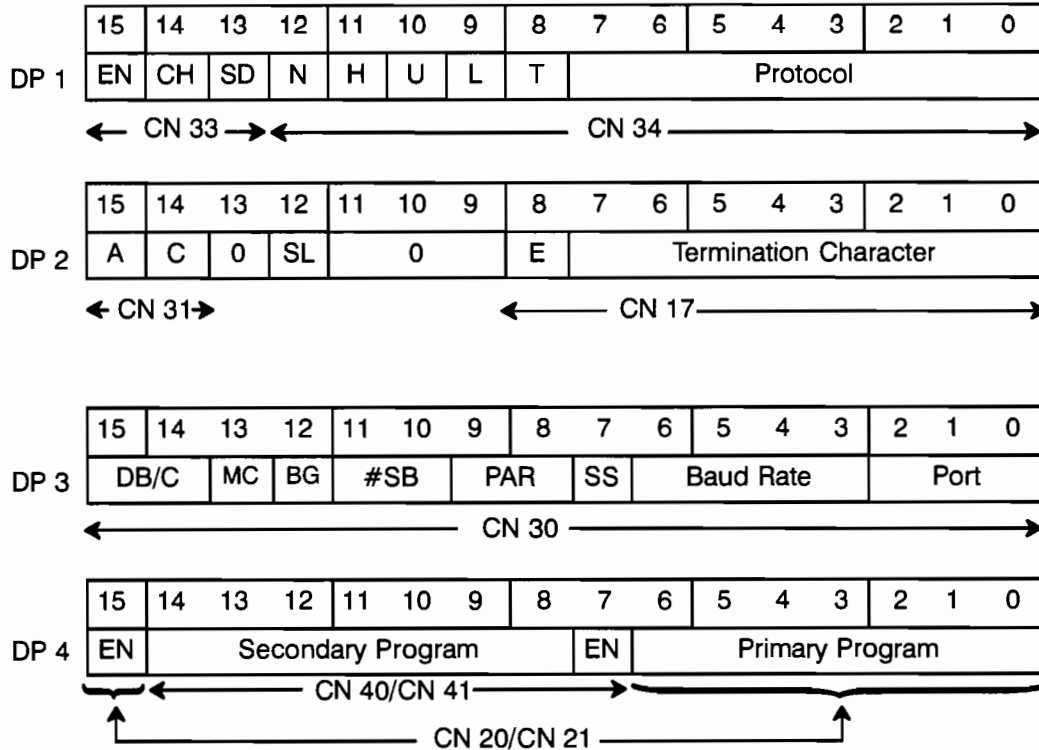 15 14 13 12 11 10 9 8 7 6 5 4 3 2 1 0
DP 1 EN CH SD N H U L T Protocol
CN 33 CN 34
15 14 13 12 11 10 9 8 7 6 5 4 3 2 1 0
DP 2 A C 0 SL 0 E Termination Character
CN 31 CN 17
15 14 13 12 11 10 9 8 7 6 5 4 3 2 1 0
DP 3 DB/C MC BG #SB PAR SS Baud Rate Port
CN 30
15 14 13 12 11 10 9 8 7 6 5 4 3 2 1 0
DP 4 EN Secondary Program EN Primary Program
CN 40/CN 41
CN 20/CN 21